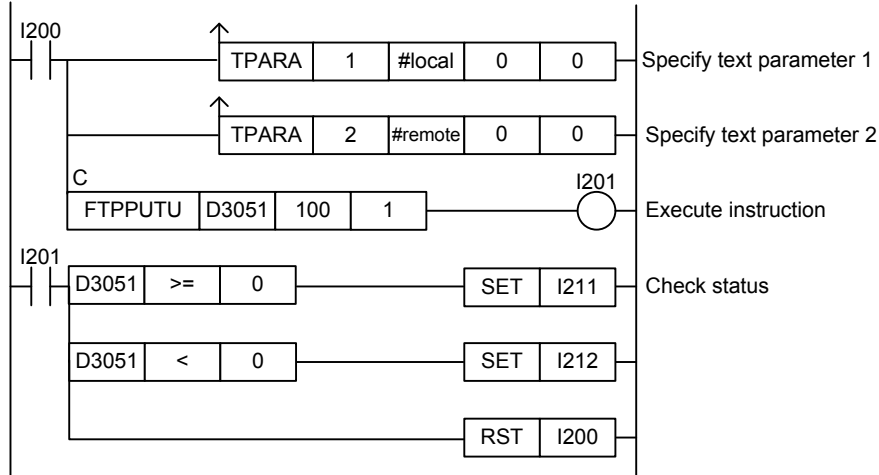 I200
TPARA 1 #local 0 0 Specify text parameter 1
TPARA 2 #remote 0 0 Specify text parameter 2
C
I201
FTPPUTU D3051 100 1 Execute instruction
I201
D3051 >= 0 SET I211 Check status
D3051 < 0 SET I212
RST I200